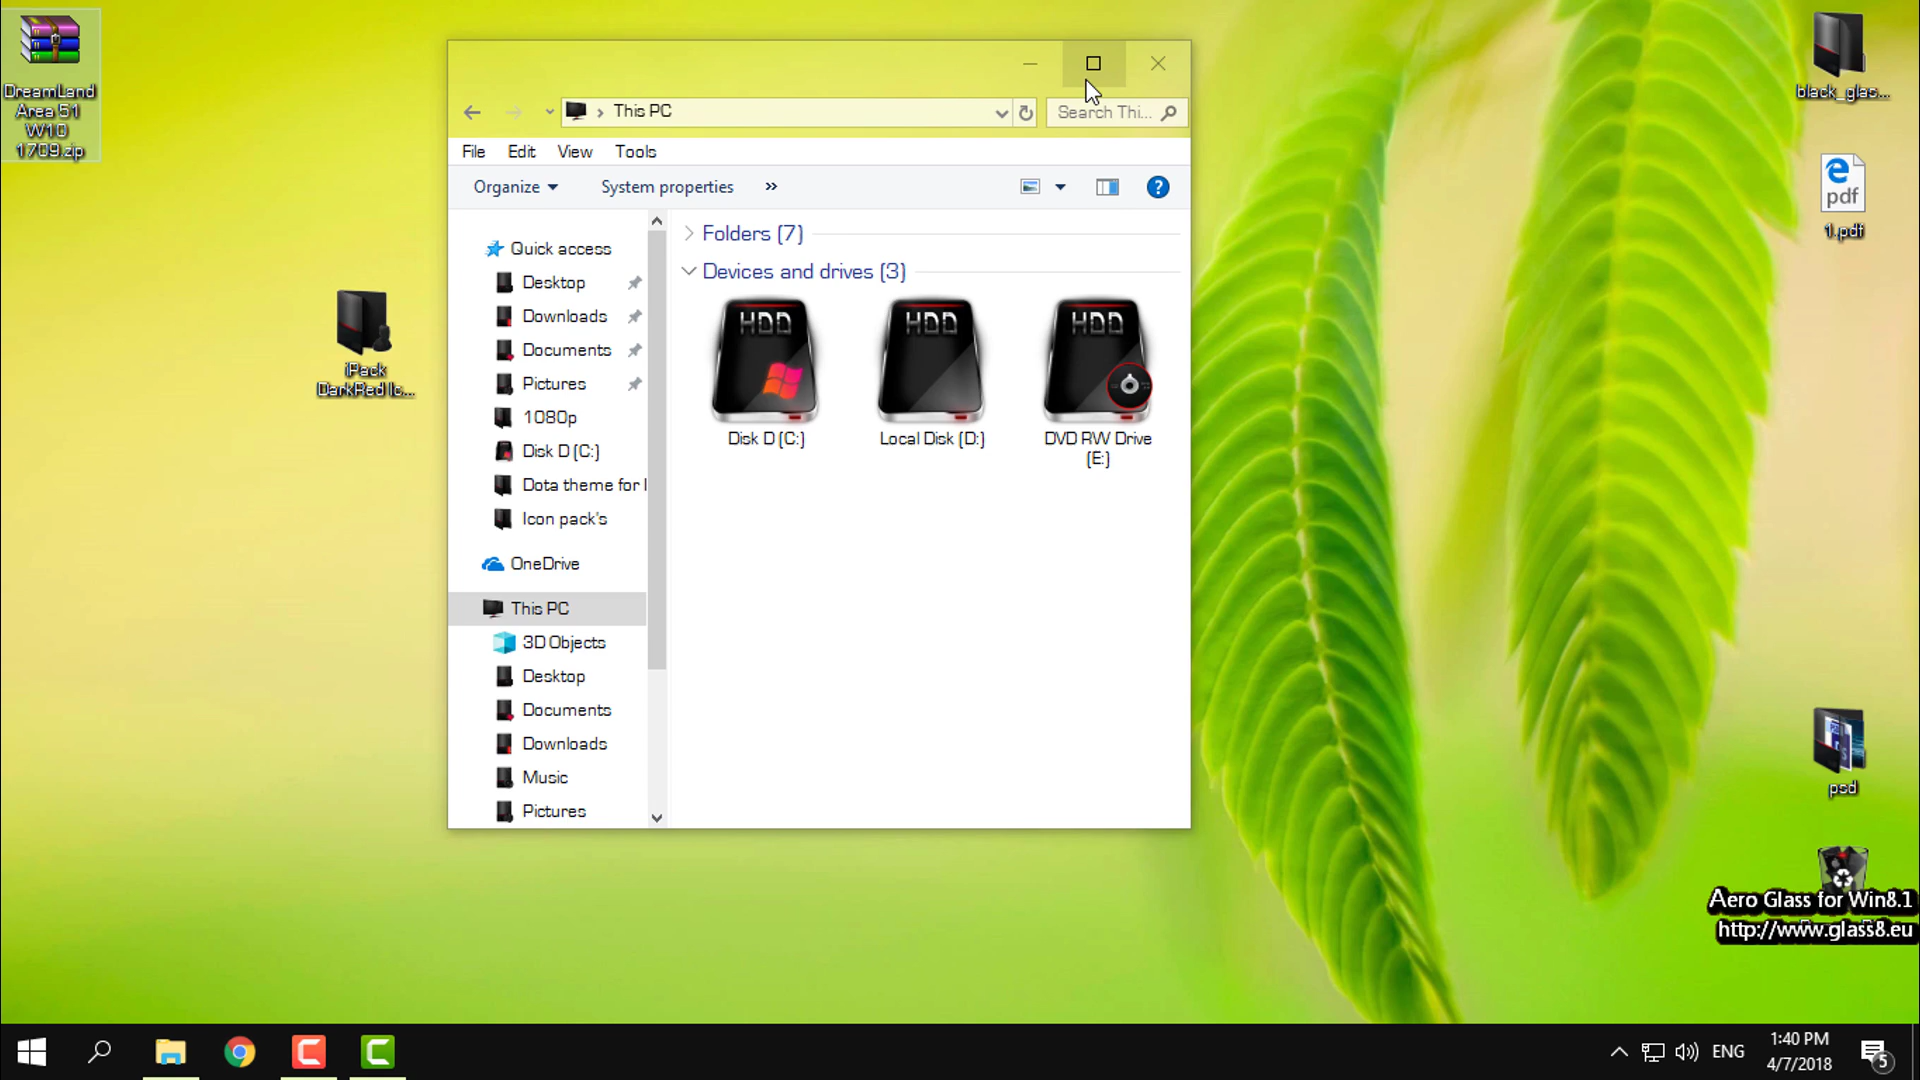 DreamLand
Area 51
W10
1709.zip
iPack
DarkRed Ic...
This PC
Search Thi...
File Edit View Tools
Organize System properties »
Quick access
Desktop
Downloads
Documents
Pictures
1080p
Disk D (C:)
Dota theme for I
Icon pack's
OneDrive
This PC
3D Objects
Desktop
Documents
Downloads
Music
Pictures
Folders (7)
Devices and drives (3)
HDD HDD HDD
Disk D (C:) Local Disk (D:) DVD RW Drive
(E:)
black_glas...
pdf
1.pdf
psd
Aero Glass for Win8.1
http://www.glass8.eu
ENG
1:40 PM
4/7/2018
5